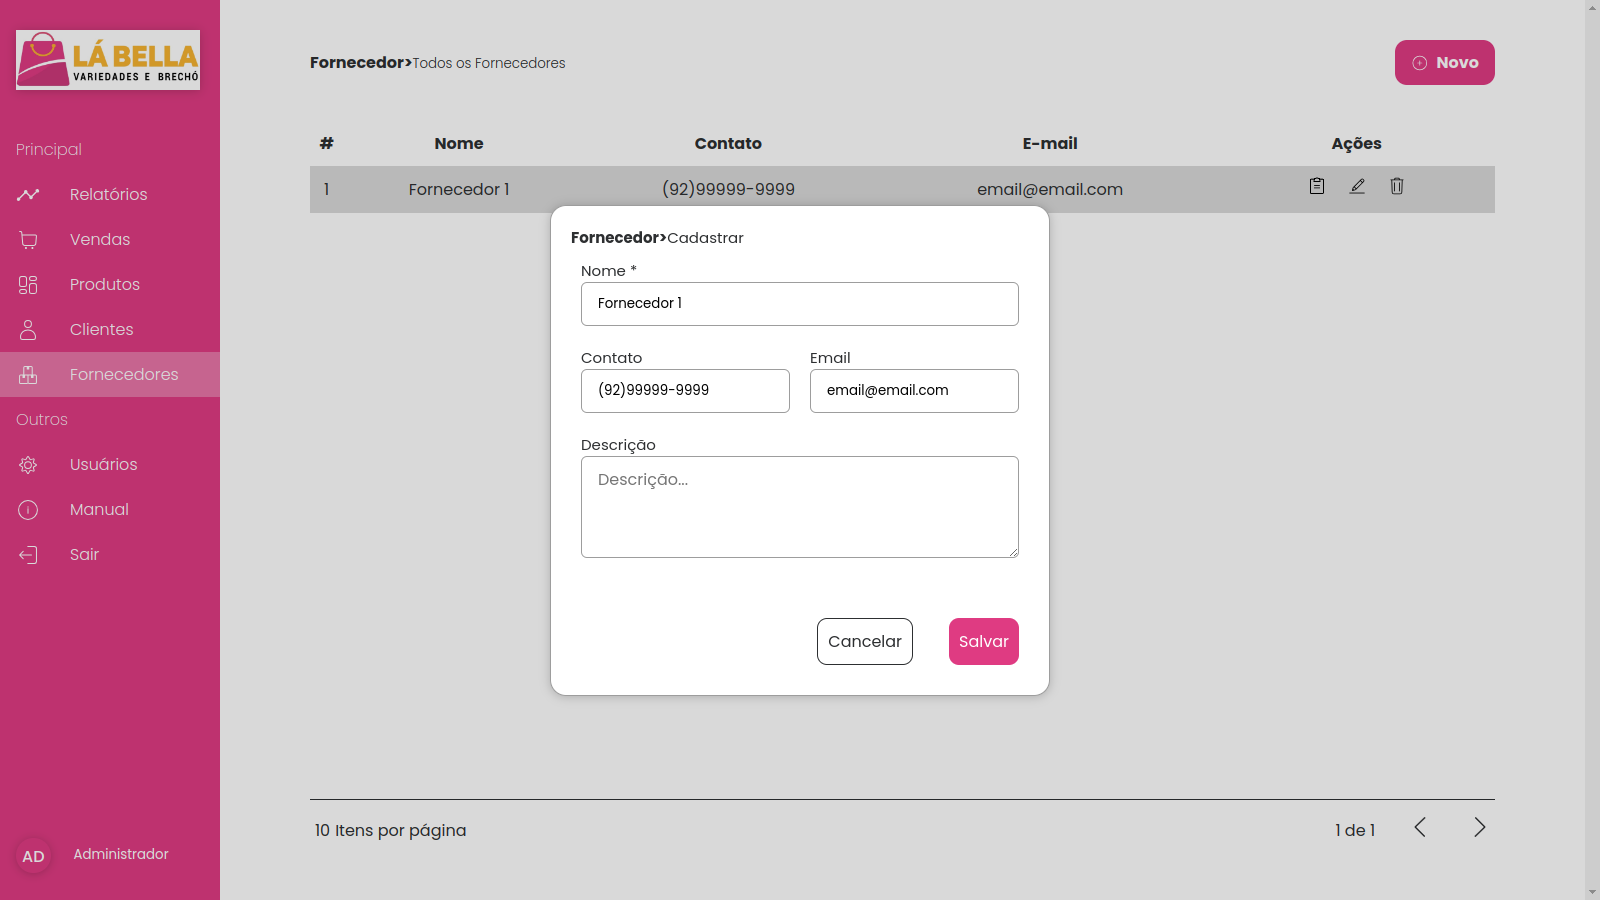 LÁ BELLA
VARIEDADES E BRECHÓ
Principal
Relatórios
Vendas
Produtos
Clientes
Fornecedores
Outros
Usuários
Manual
Sair
AD Administrador
Fornecedor>Todos os Fornecedores
Novo
# Nome Contato E-mail Ações
1 Fornecedor 1 (92)99999-9999 email@email.com
Fornecedor>Cadastrar
Nome *
Fornecedor 1
Contato Email
(92)99999-9999 email@email.com
Descrição
Descrição...
Cancelar Salvar
10 Itens por página 1 de 1